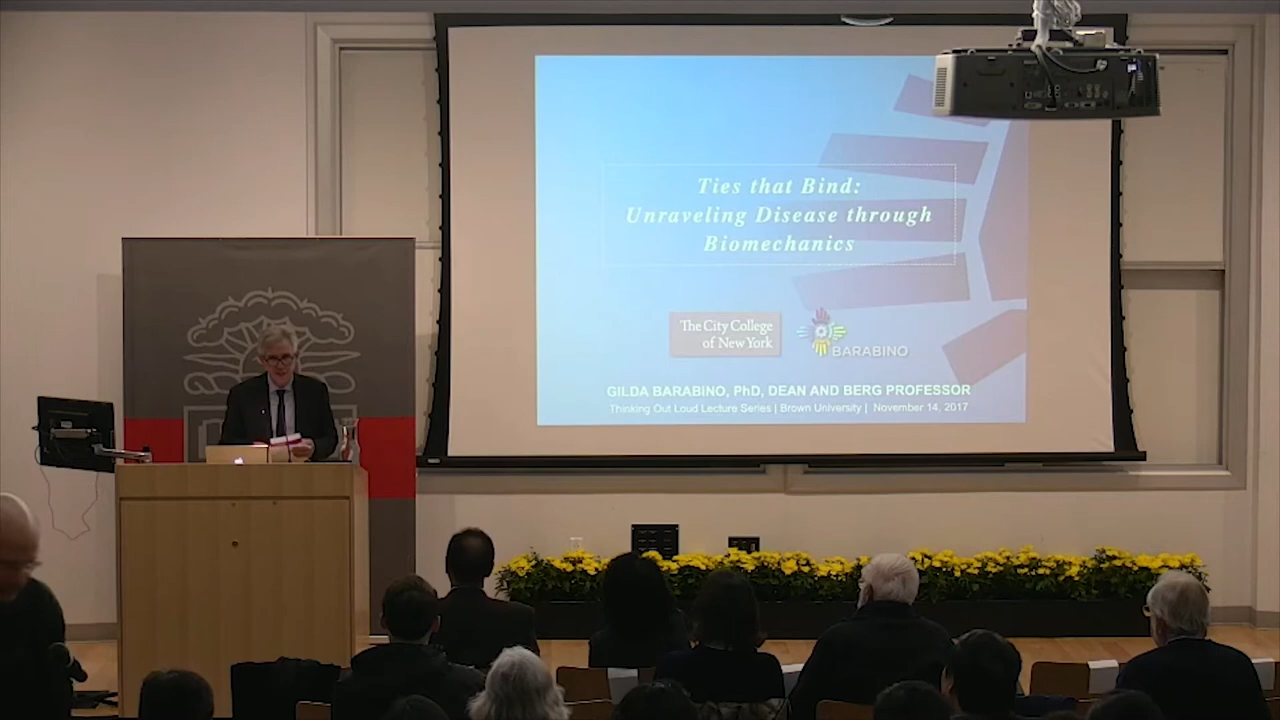 Ties that Bind:
Unraveling Disease through
Biomechanics
The City College
of New York
BARABINO
GILDA BARABINO, PhD, DEAN AND BERG PROFESSOR
Thinking Out Loud Lecture Series | Brown University | November 14, 2017